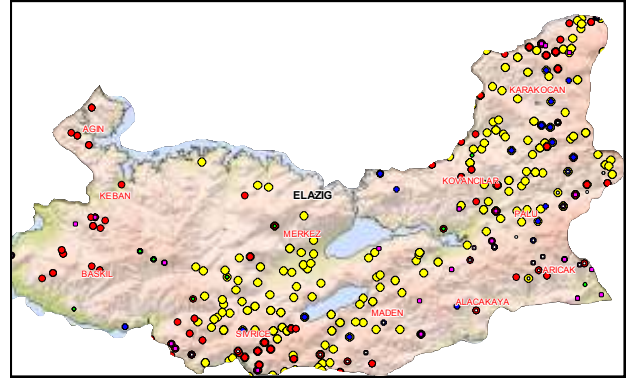 KARAKOCAN
AGIN
KOVANCILAR
KEBAN
ELAZIG
PALU
MERKEZ
BASKIL
ARICAK
ALACAKAYA
MADEN
SIVRICE